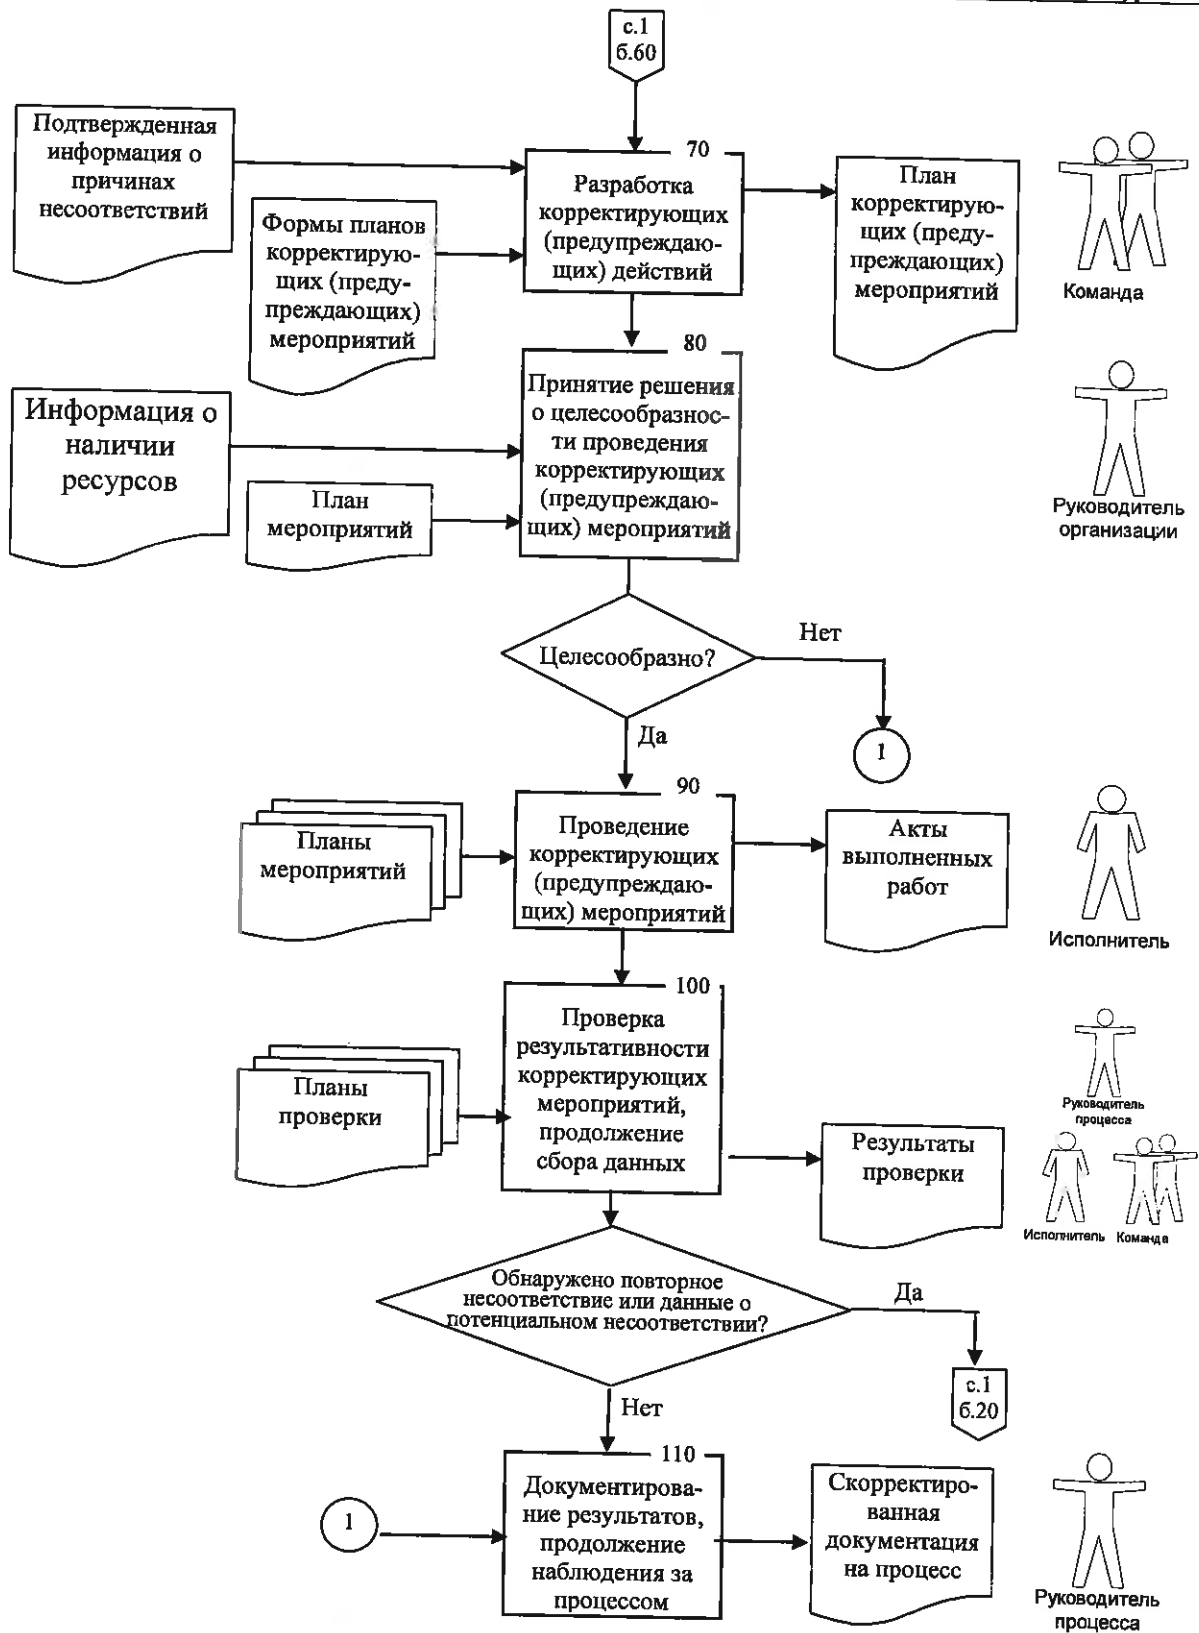 с.1
б.60
Подтвержденная
информация о
причинах
несоответствий
Формы планов
корректирую-
щих (преду-
преждающих)
мероприятий
70
Разработка
корректирующих
(предупреждаю-
щих) действий
План
корректирую-
щих (преду-
преждающих)
мероприятий
Команда
80
Принятие решения
о целесообразнос-
ти проведения
корректирующих
(предупреждаю-
щих) мероприятий
Информация о
наличии
ресурсов
План
мероприятий
Руководитель
организации
Целесообразно?
Нет
1
Да
90
Проведение
корректирующих
(предупреждаю-
щих) мероприятий
Планы
мероприятий
Акты
выполненных
работ
Исполнитель
100
Проверка
результативности
корректирующих
мероприятий,
продолжение
сбора данных
Планы
проверки
Результаты
проверки
Руководитель
процесса
Исполнитель
Команда
Обнаружено повторное
несоответствие или данные о
потенциальном несоответствии?
Да
с.1
б.20
Нет
110
Документирова-
ние результатов,
продолжение
наблюдения за
процессом
1
Скорректиро-
ванная
документация
на процесс
Руководитель
процесса